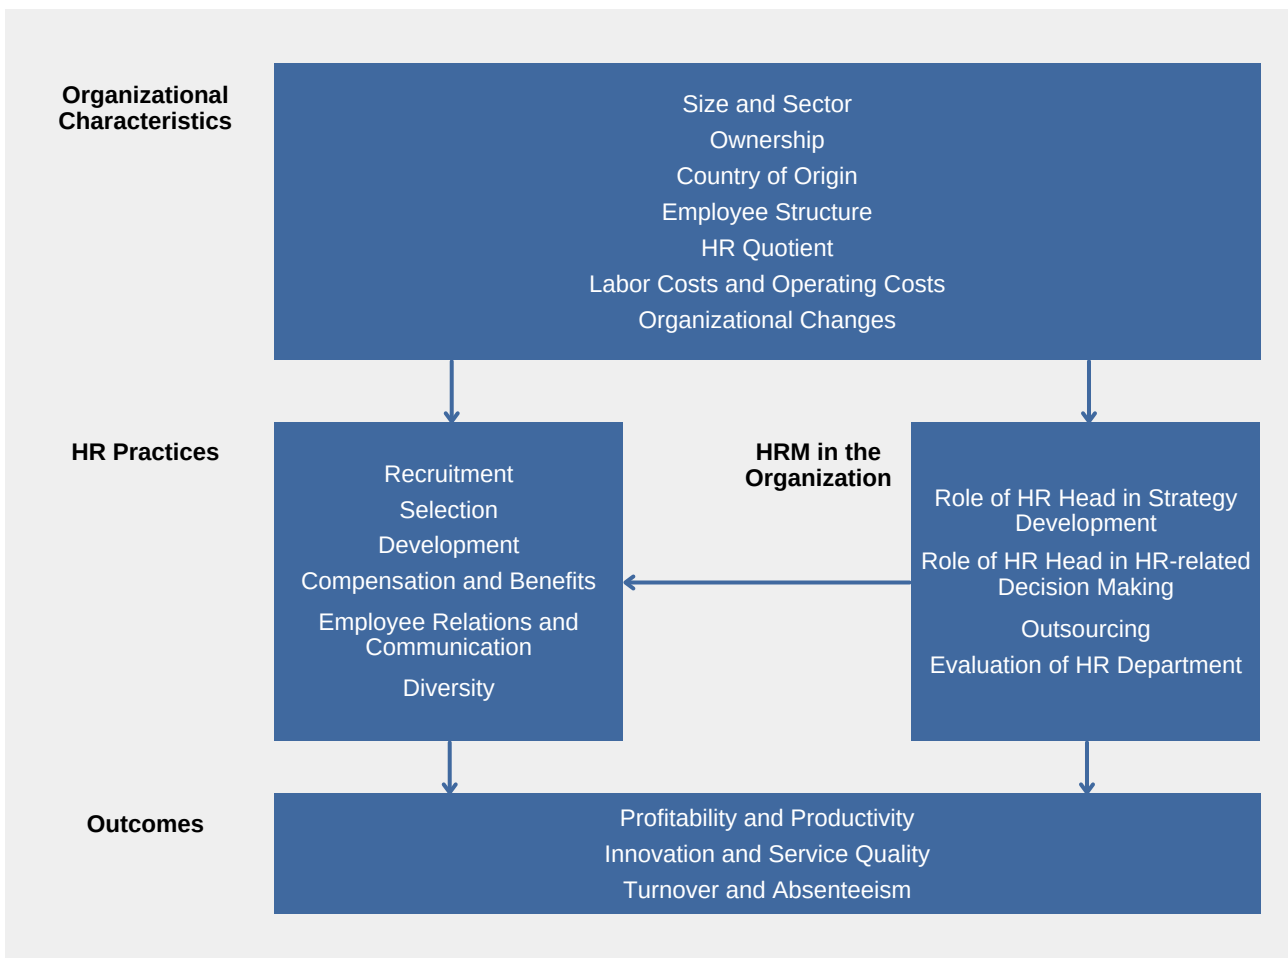 Organizational
Characteristics
Size and Sector
Ownership
Country of Origin
Employee Structure
HR Quotient
Labor Costs and Operating Costs
Organizational Changes
HR Practices
Recruitment
Selection
Development
Compensation and Benefits
Employee Relations and
Communication
Diversity
HRM in the
Organization
Role of HR Head in Strategy
Development
Role of HR Head in HR-related
Decision Making
Outsourcing
Evaluation of HR Department
Outcomes
Profitability and Productivity
Innovation and Service Quality
Turnover and Absenteeism